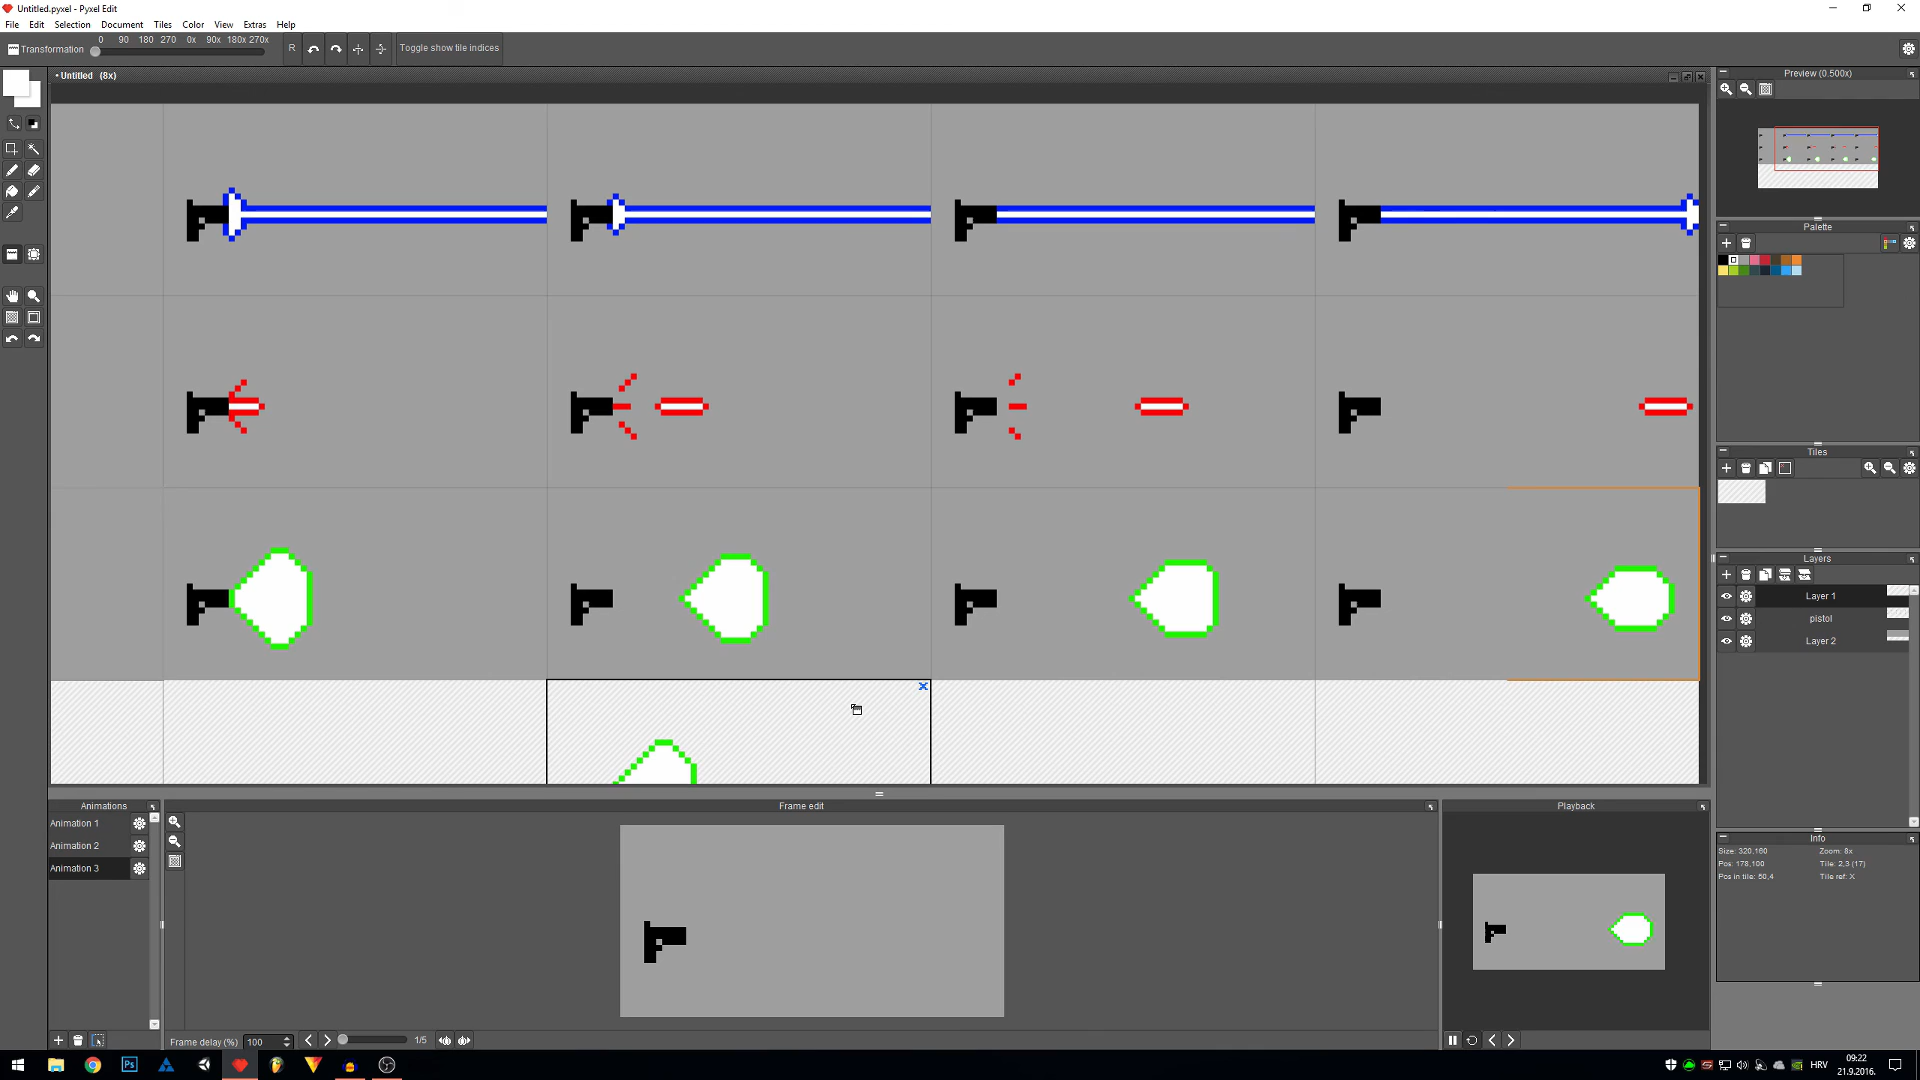 Untitled.pyxel - Pyxel Edit
File Edit Selection Document Tiles Color View Extras Help
Transformation 0 90 180 270 0x 90x 180x 270x R Toggle show tile indices
• Untitled (8x)
Preview (0.500x)
Palette
Tiles
Layers
Layer 1
pistol
Layer 2
Animations
Animation 1
Animation 2
Animation 3
Frame edit
Frame delay (%) 100
1/5
Playback
Info
Size: 320,160 Zoom: 8x
Pos: 178,100 Tile: 2,3 (17)
Pos in tile: 50,4 Tile ref: X
Ps
HRV
09:22
21.9.2016.